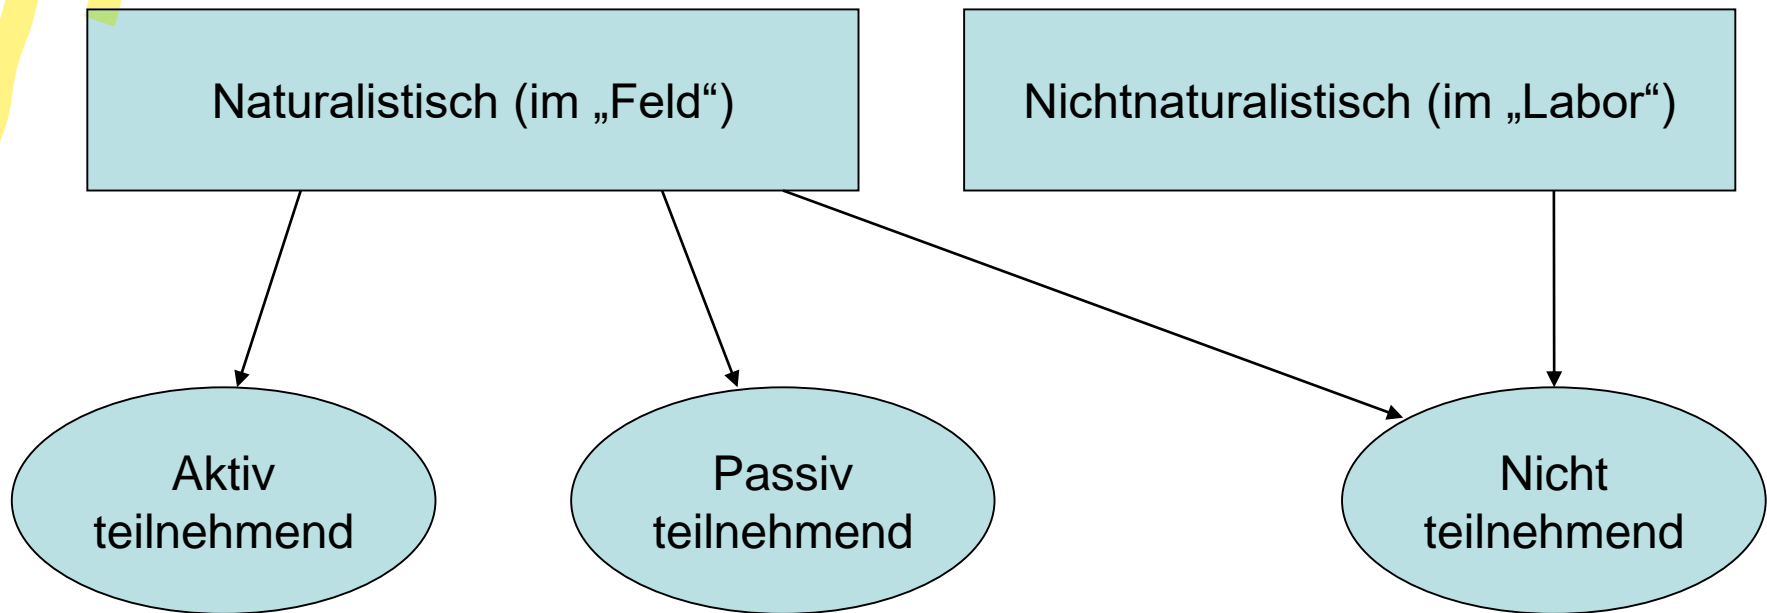 Naturalistisch (im „Feld“)
Nichtnaturalistisch (im „Labor“)
Aktiv
teilnehmend
Passiv
teilnehmend
Nicht
teilnehmend